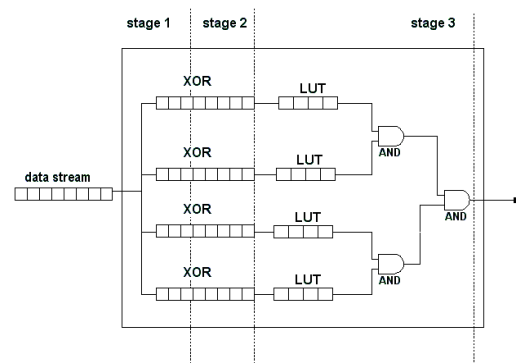 stage 1
stage 2
stage 3
XOR
LUT
AND
XOR
LUT
data stream
AND
XOR
LUT
AND
XOR
LUT